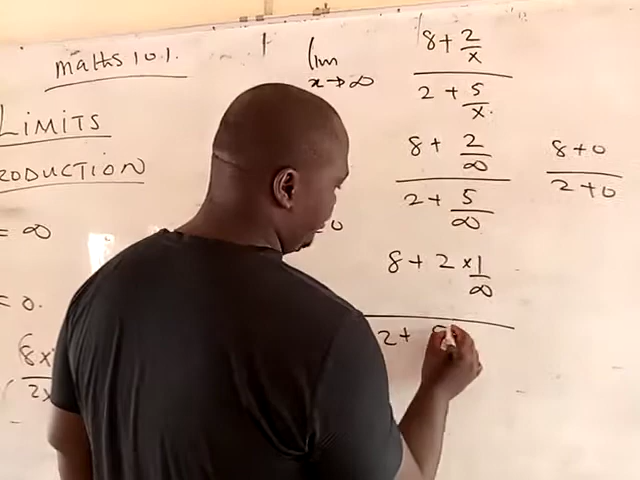 MATHS 101.
LIMITS
RODUCTION
= ∞
= 0.
8x
2x
lim
x→∞
8 + 2/x
2 + 5/x.
8 + 2/∞
2 + 5/∞
8 + 0
2 + 0
0
8 + 2 × 1/∞
2 +